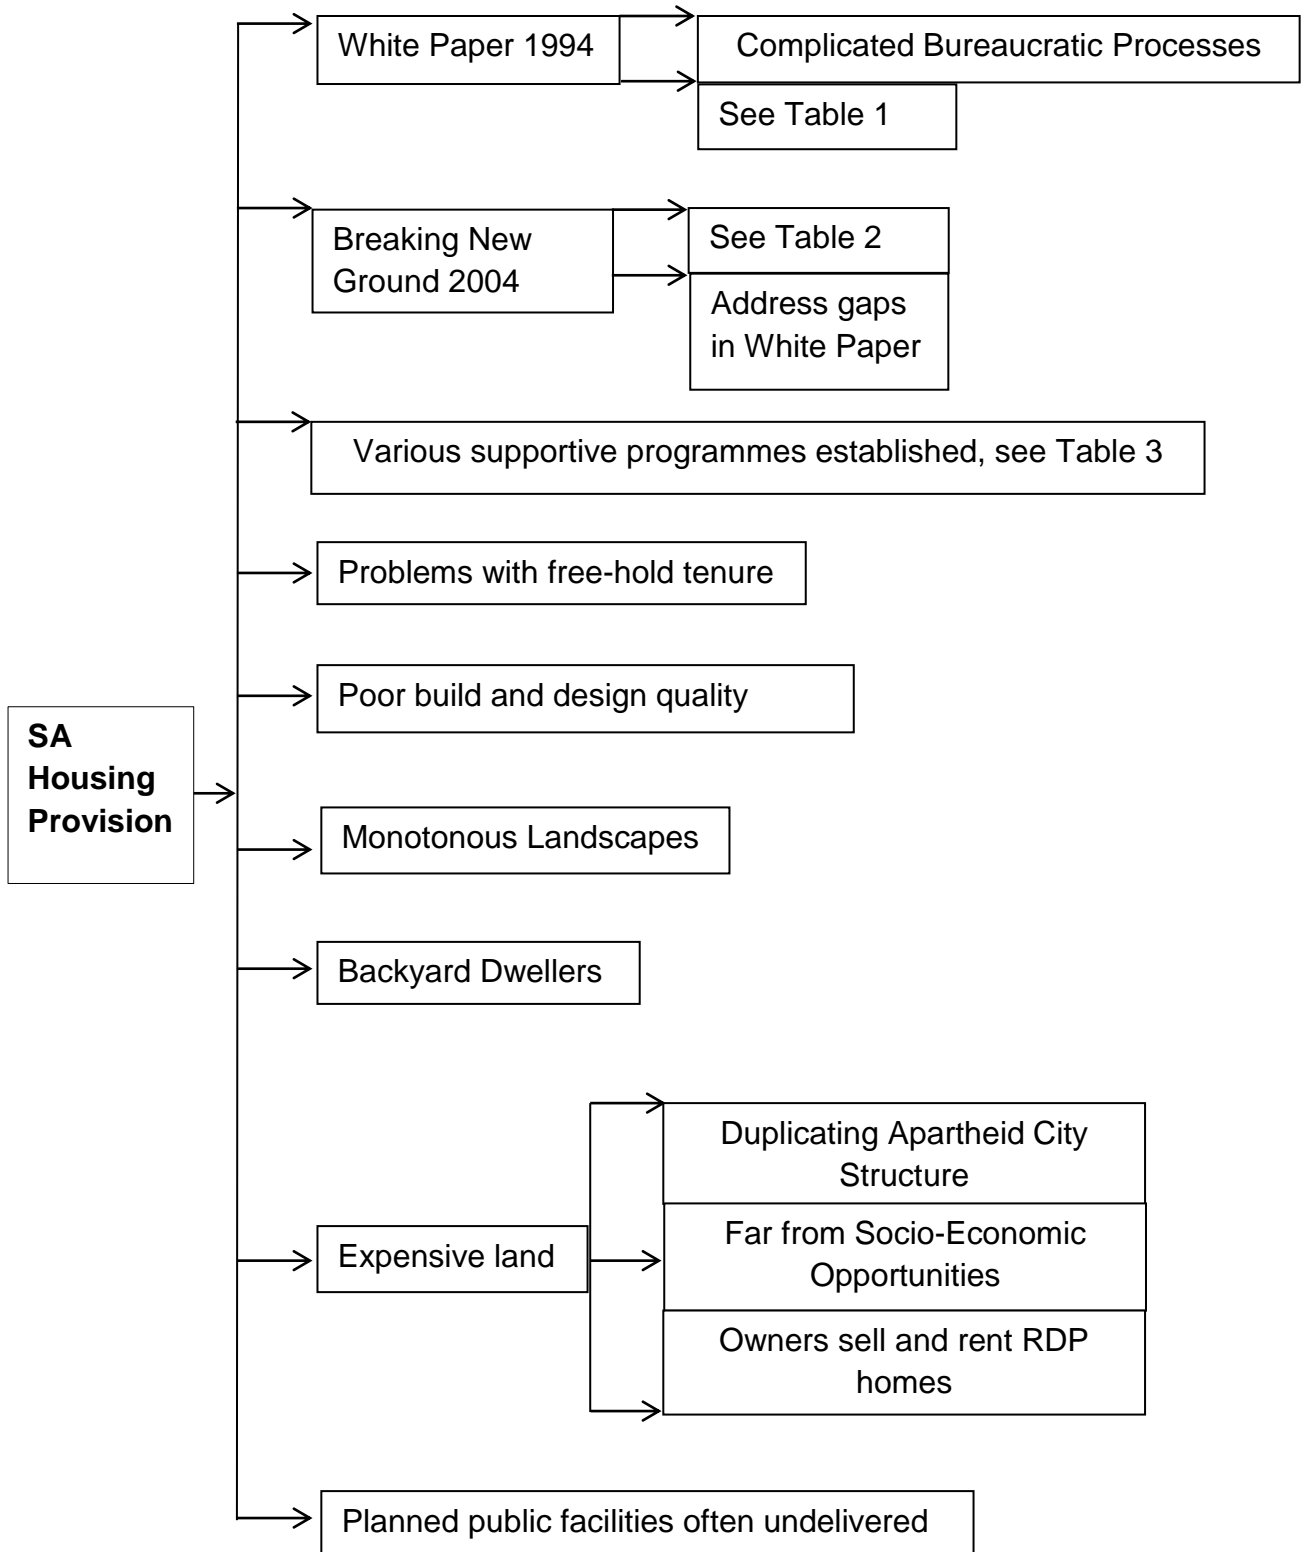 White Paper 1994
Complicated Bureaucratic Processes
See Table 1
Breaking New
Ground 2004
See Table 2
Address gaps
in White Paper
Various supportive programmes established, see Table 3
Problems with free-hold tenure
Poor build and design quality
SA
Housing
Provision
Monotonous Landscapes
Backyard Dwellers
Expensive land
Duplicating Apartheid City
Structure
Far from Socio-Economic
Opportunities
Owners sell and rent RDP
homes
Planned public facilities often undelivered